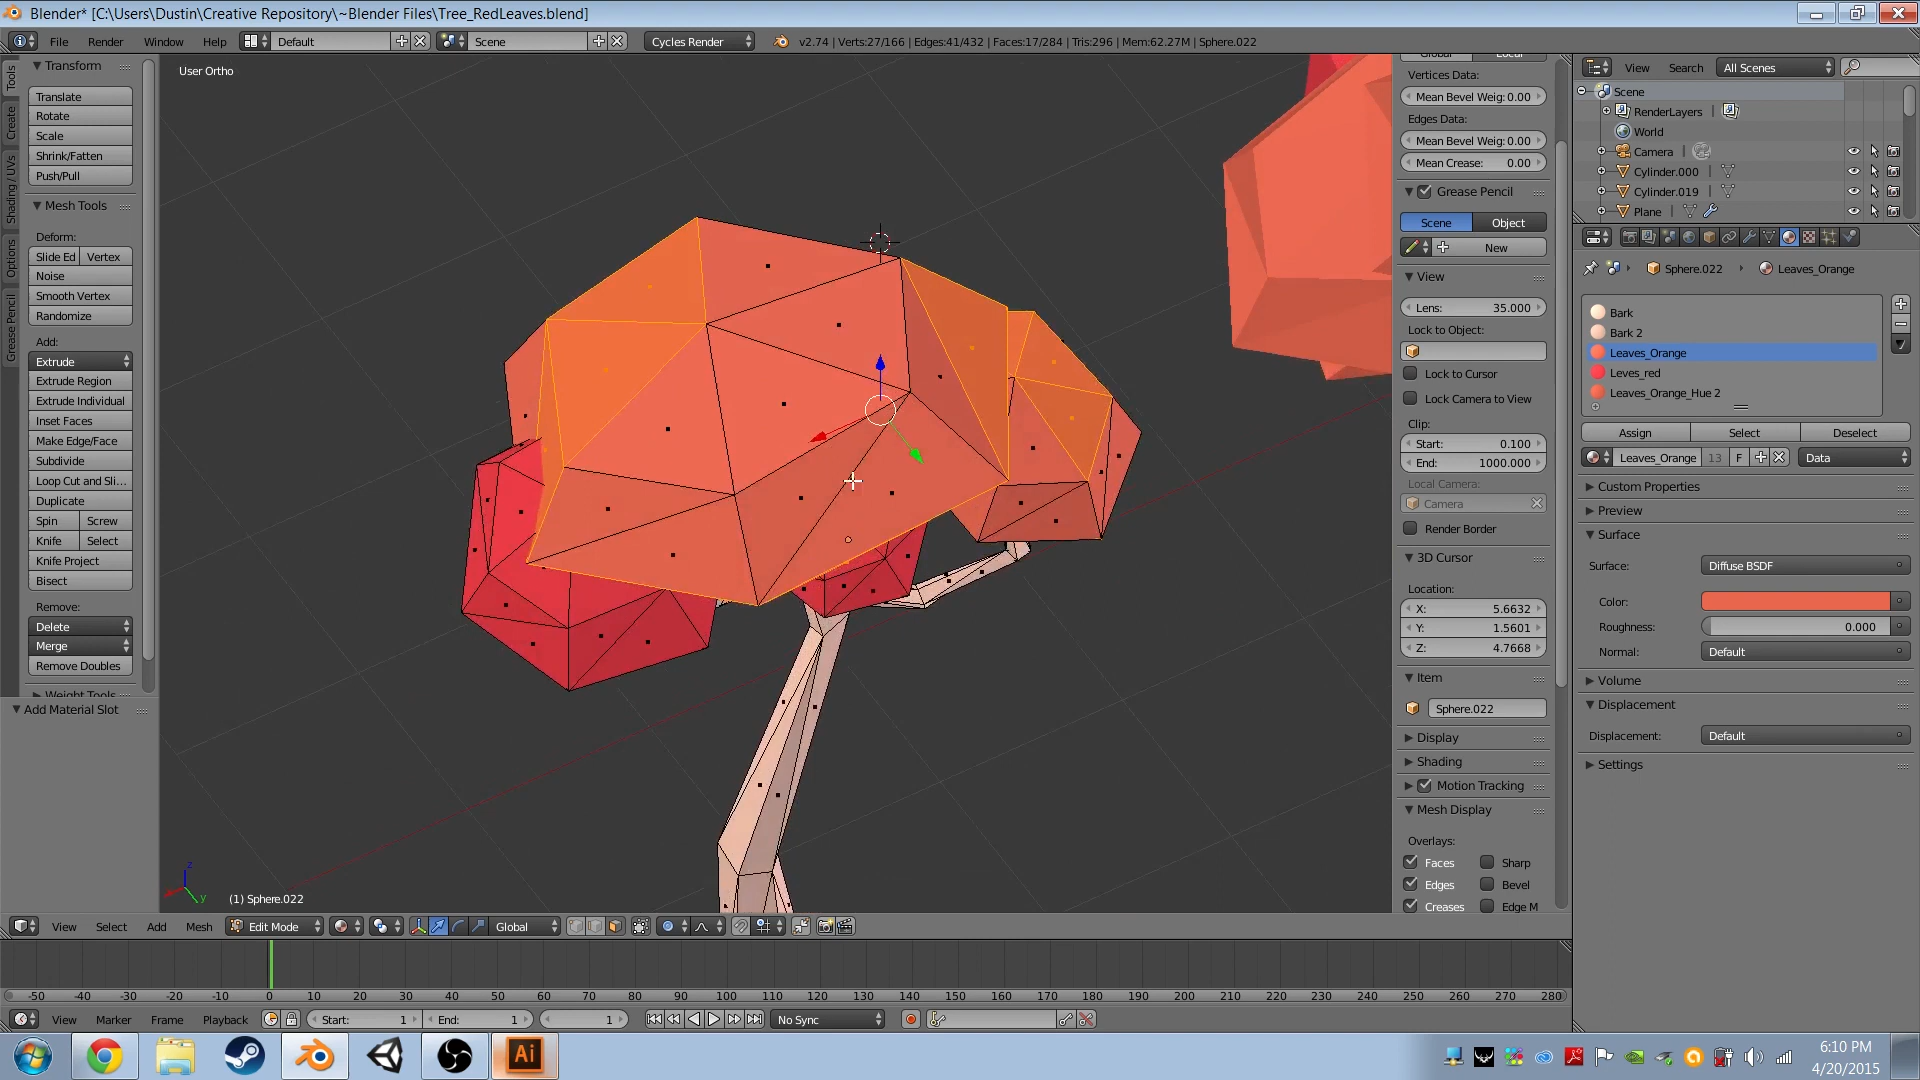 Blender* [C:\Users\Dustin\Creative Repository\~Blender Files\Tree_RedLeaves.blend]
File Render Window Help Default Scene Cycles Render v2.74 | Verts:27/166 | Edges:41/432 | Faces:17/284 | Tris:296 | Mem:62.27M | Sphere.022
Tools
Create
Shading / UVs
Options
Grease Pencil
Transform
Translate
Rotate
Scale
Shrink/Fatten
Push/Pull
Mesh Tools
Deform:
Slide Ed Vertex
Noise
Smooth Vertex
Randomize
Add:
Extrude
Extrude Region
Extrude Individual
Inset Faces
Make Edge/Face
Subdivide
Loop Cut and Sli...
Duplicate
Spin Screw
Knife Select
Knife Project
Bisect
Remove:
Delete
Merge
Remove Doubles
Weight Tools
Add Material Slot
User Ortho
z
y
(1) Sphere.022
Global Local
Vertices Data:
Mean Bevel Weig: 0.00
Edges Data:
Mean Bevel Weig: 0.00
Mean Crease: 0.00
Grease Pencil
Scene Object
New
View
Lens: 35.000
Lock to Object:
Lock to Cursor
Lock Camera to View
Clip:
Start: 0.100
End: 1000.000
Local Camera:
Camera
Render Border
3D Cursor
Location:
X: 5.6632
Y: 1.5601
Z: 4.7668
Item
Sphere.022
Display
Shading
Motion Tracking
Mesh Display
Overlays:
Faces Sharp
Edges Bevel
Creases Edge M
View Search All Scenes
Scene
RenderLayers
World
Camera
Cylinder.000
Cylinder.019
Plane
Sphere.022 Leaves_Orange
Bark
Bark 2
Leaves_Orange
Leves_red
Leaves_Orange_Hue 2
Assign Select Deselect
Leaves_Orange 13 F Data
Custom Properties
Preview
Surface
Surface: Diffuse BSDF
Color:
Roughness: 0.000
Normal: Default
Volume
Displacement
Displacement: Default
Settings
View Select Add Mesh Edit Mode Global
-50 -40 -30 -20 -10 0 10 20 30 40 50 60 70 80 90 100 110 120 130 140 150 160 170 180 190 200 210 220 230 240 250 260 270 280
View Marker Frame Playback Start: 1 End: 1 1 No Sync
Ai
6:10 PM
4/20/2015